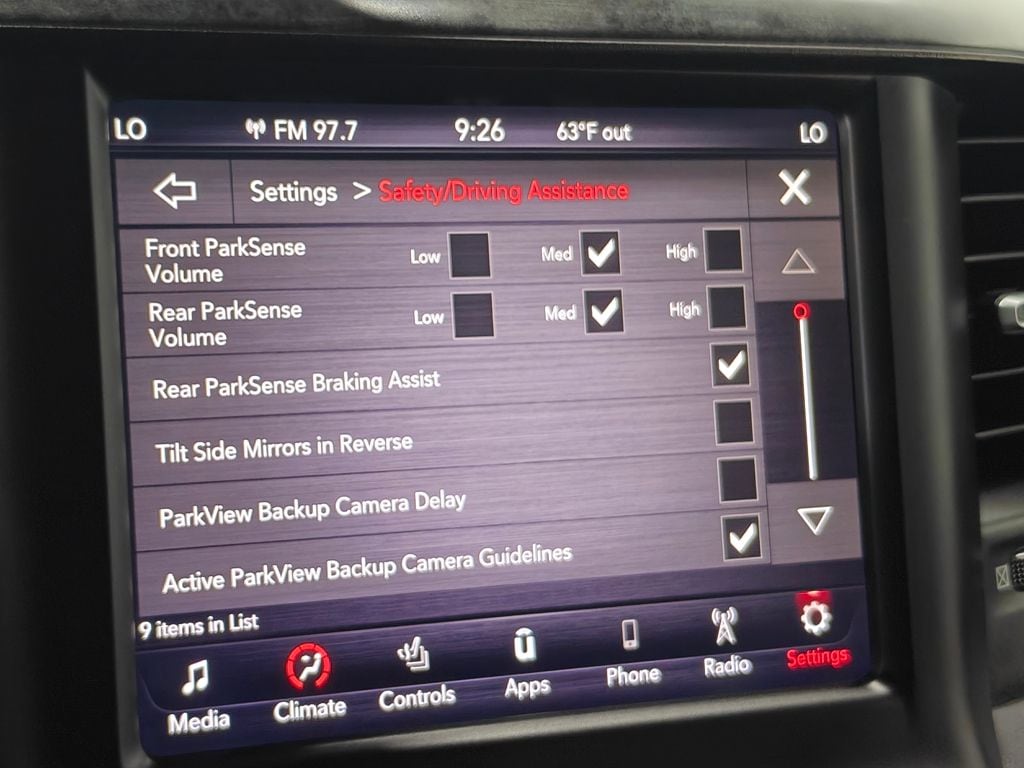 LO FM 97.7 9:26 63°F out LO
Settings > Safety/Driving Assistance X
Front ParkSense
Volume
Low Med High
Rear ParkSense
Volume
Low Med High
Rear ParkSense Braking Assist
Tilt Side Mirrors in Reverse
ParkView Backup Camera Delay
Active ParkView Backup Camera Guidelines
9 items in List
Media Climate Controls Apps Phone Radio Settings